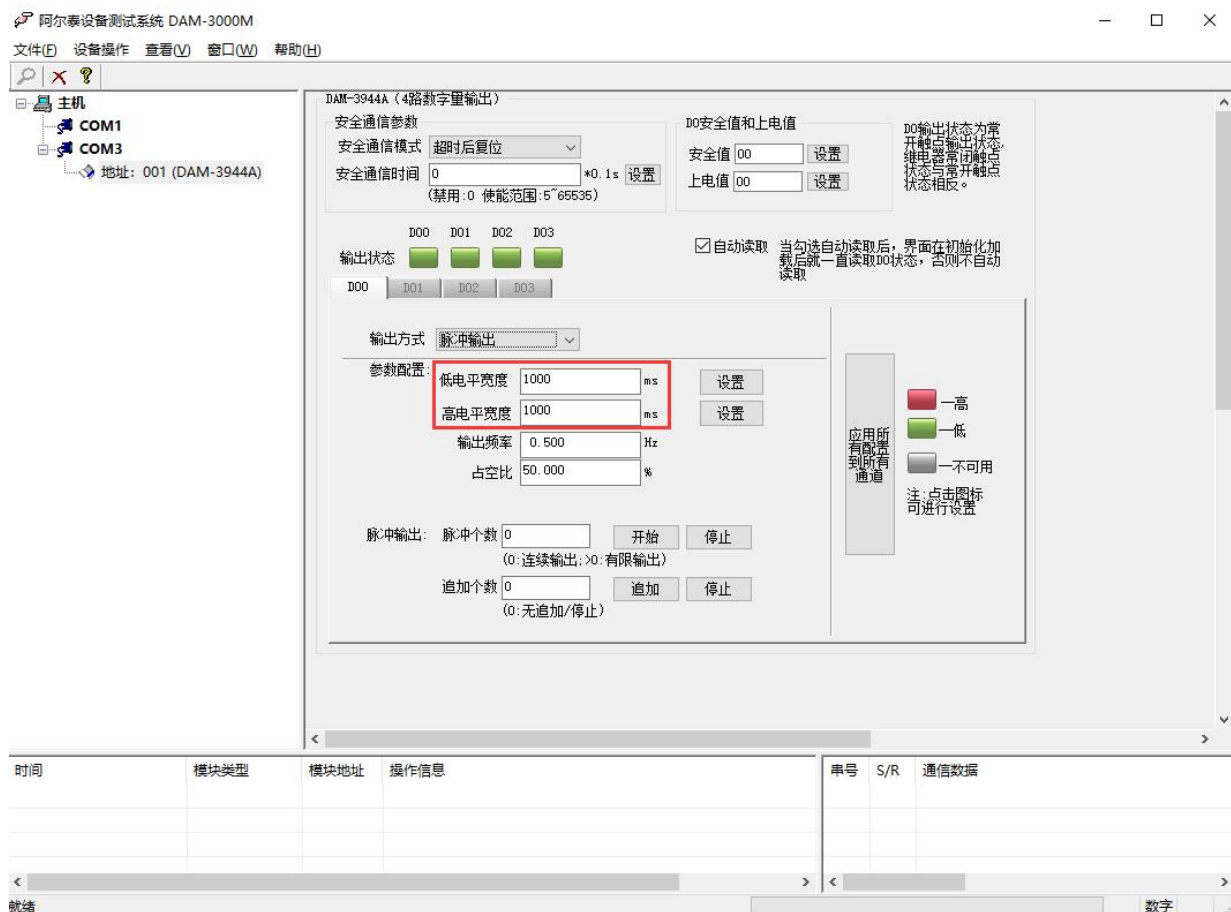 阿尔泰设备测试系统 DAM-3000M
文件(F) 设备操作 查看(V) 窗口(W) 帮助(H)
主机
COM1
COM3
地址：001 (DAM-3944A)
DAM-3944A（4路数字量输出）
安全通信参数
安全通信模式 超时后复位
安全通信时间 0 *0.1s 设置
(禁用:0 使能范围:5~65535)
DO安全值和上电值
安全值 00 设置
上电值 00 设置
DO输出状态为常
开触点输出状态,
继电器常闭触点
状态与常开触点
状态相反。
DO0 DO1 DO2 DO3
输出状态
自动读取 当勾选自动读取后，界面在初始化加
载后就一直读取DO状态，否则不自动
读取
DO0 DO1 DO2 DO3
输出方式 脉冲输出
参数配置:
低电平宽度 1000 ms 设置
高电平宽度 1000 ms 设置
输出频率 0.500 Hz
占空比 50.000 %
脉冲输出: 脉冲个数 0 开始 停止
(0:连续输出;>0:有限输出)
追加个数 0 追加 停止
(0:无追加/停止)
应用所
有配置
到所有
通道
—高
—低
—不可用
注:点击图标
可进行设置
时间 模块类型 模块地址 操作信息
串号 S/R 通信数据
就绪 数字